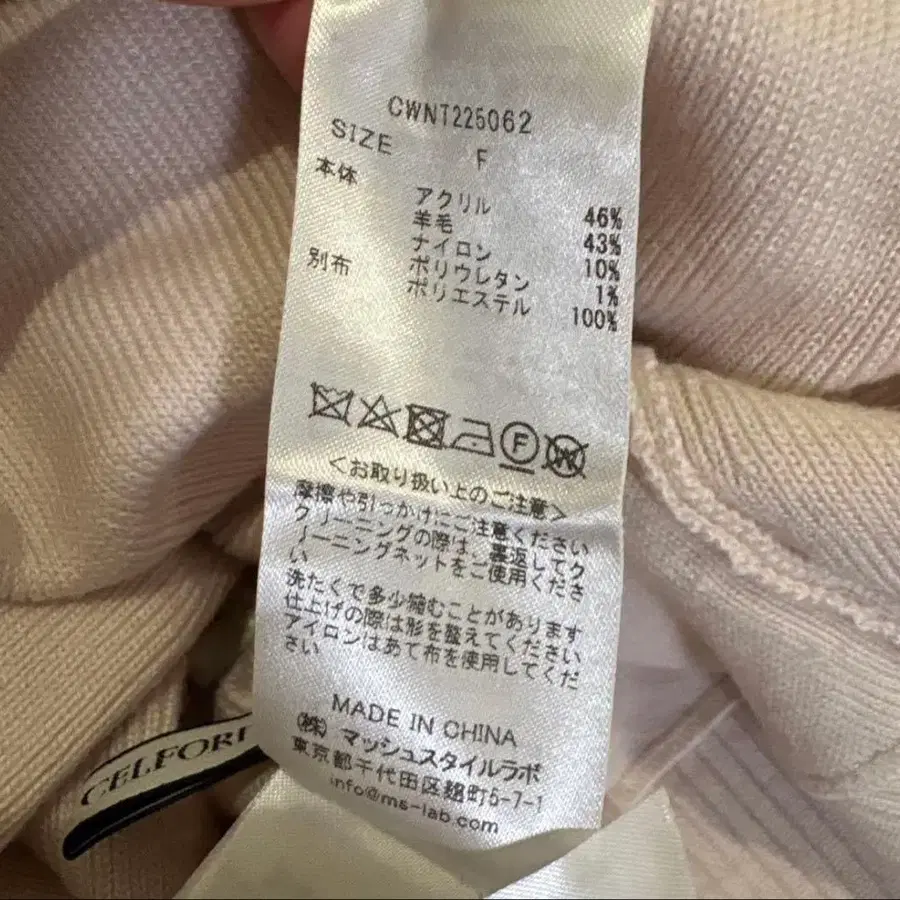 CWNT225062
SIZE F
本体 アクリル 46%
羊毛 43%
ナイロン 10%
ポリウレタン 1%
別布 ポリエステル 100%
F
W
<お取り扱い上のご注意>
摩擦や引っかけにご注意ください
クリーニングの際は、裏返してク
リーニングネットをご使用くださ
い
洗たくで多少縮むことがあります
仕上げの際は形を整えてください
アイロンはあて布を使用してくだ
さい
MADE IN CHINA
(株) マッシュスタイルラボ
東京都千代田区麹町5-7-1
info@ms-lab.com
CELFOR